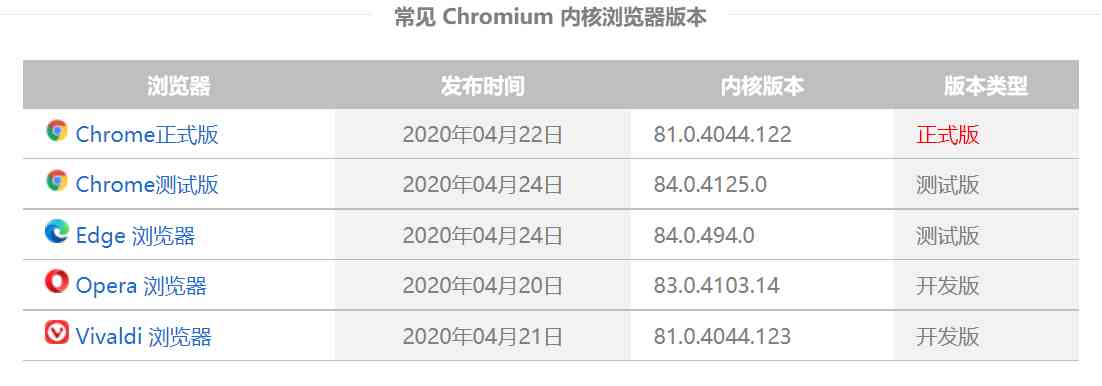 常见 Chromium 内核浏览器版本
浏览器 发布时间 内核版本 版本类型
Chrome正式版 2020年04月22日 81.0.4044.122 正式版
Chrome测试版 2020年04月24日 84.0.4125.0 测试版
Edge 浏览器 2020年04月24日 84.0.494.0 测试版
Opera 浏览器 2020年04月20日 83.0.4103.14 开发版
Vivaldi 浏览器 2020年04月21日 81.0.4044.123 开发版